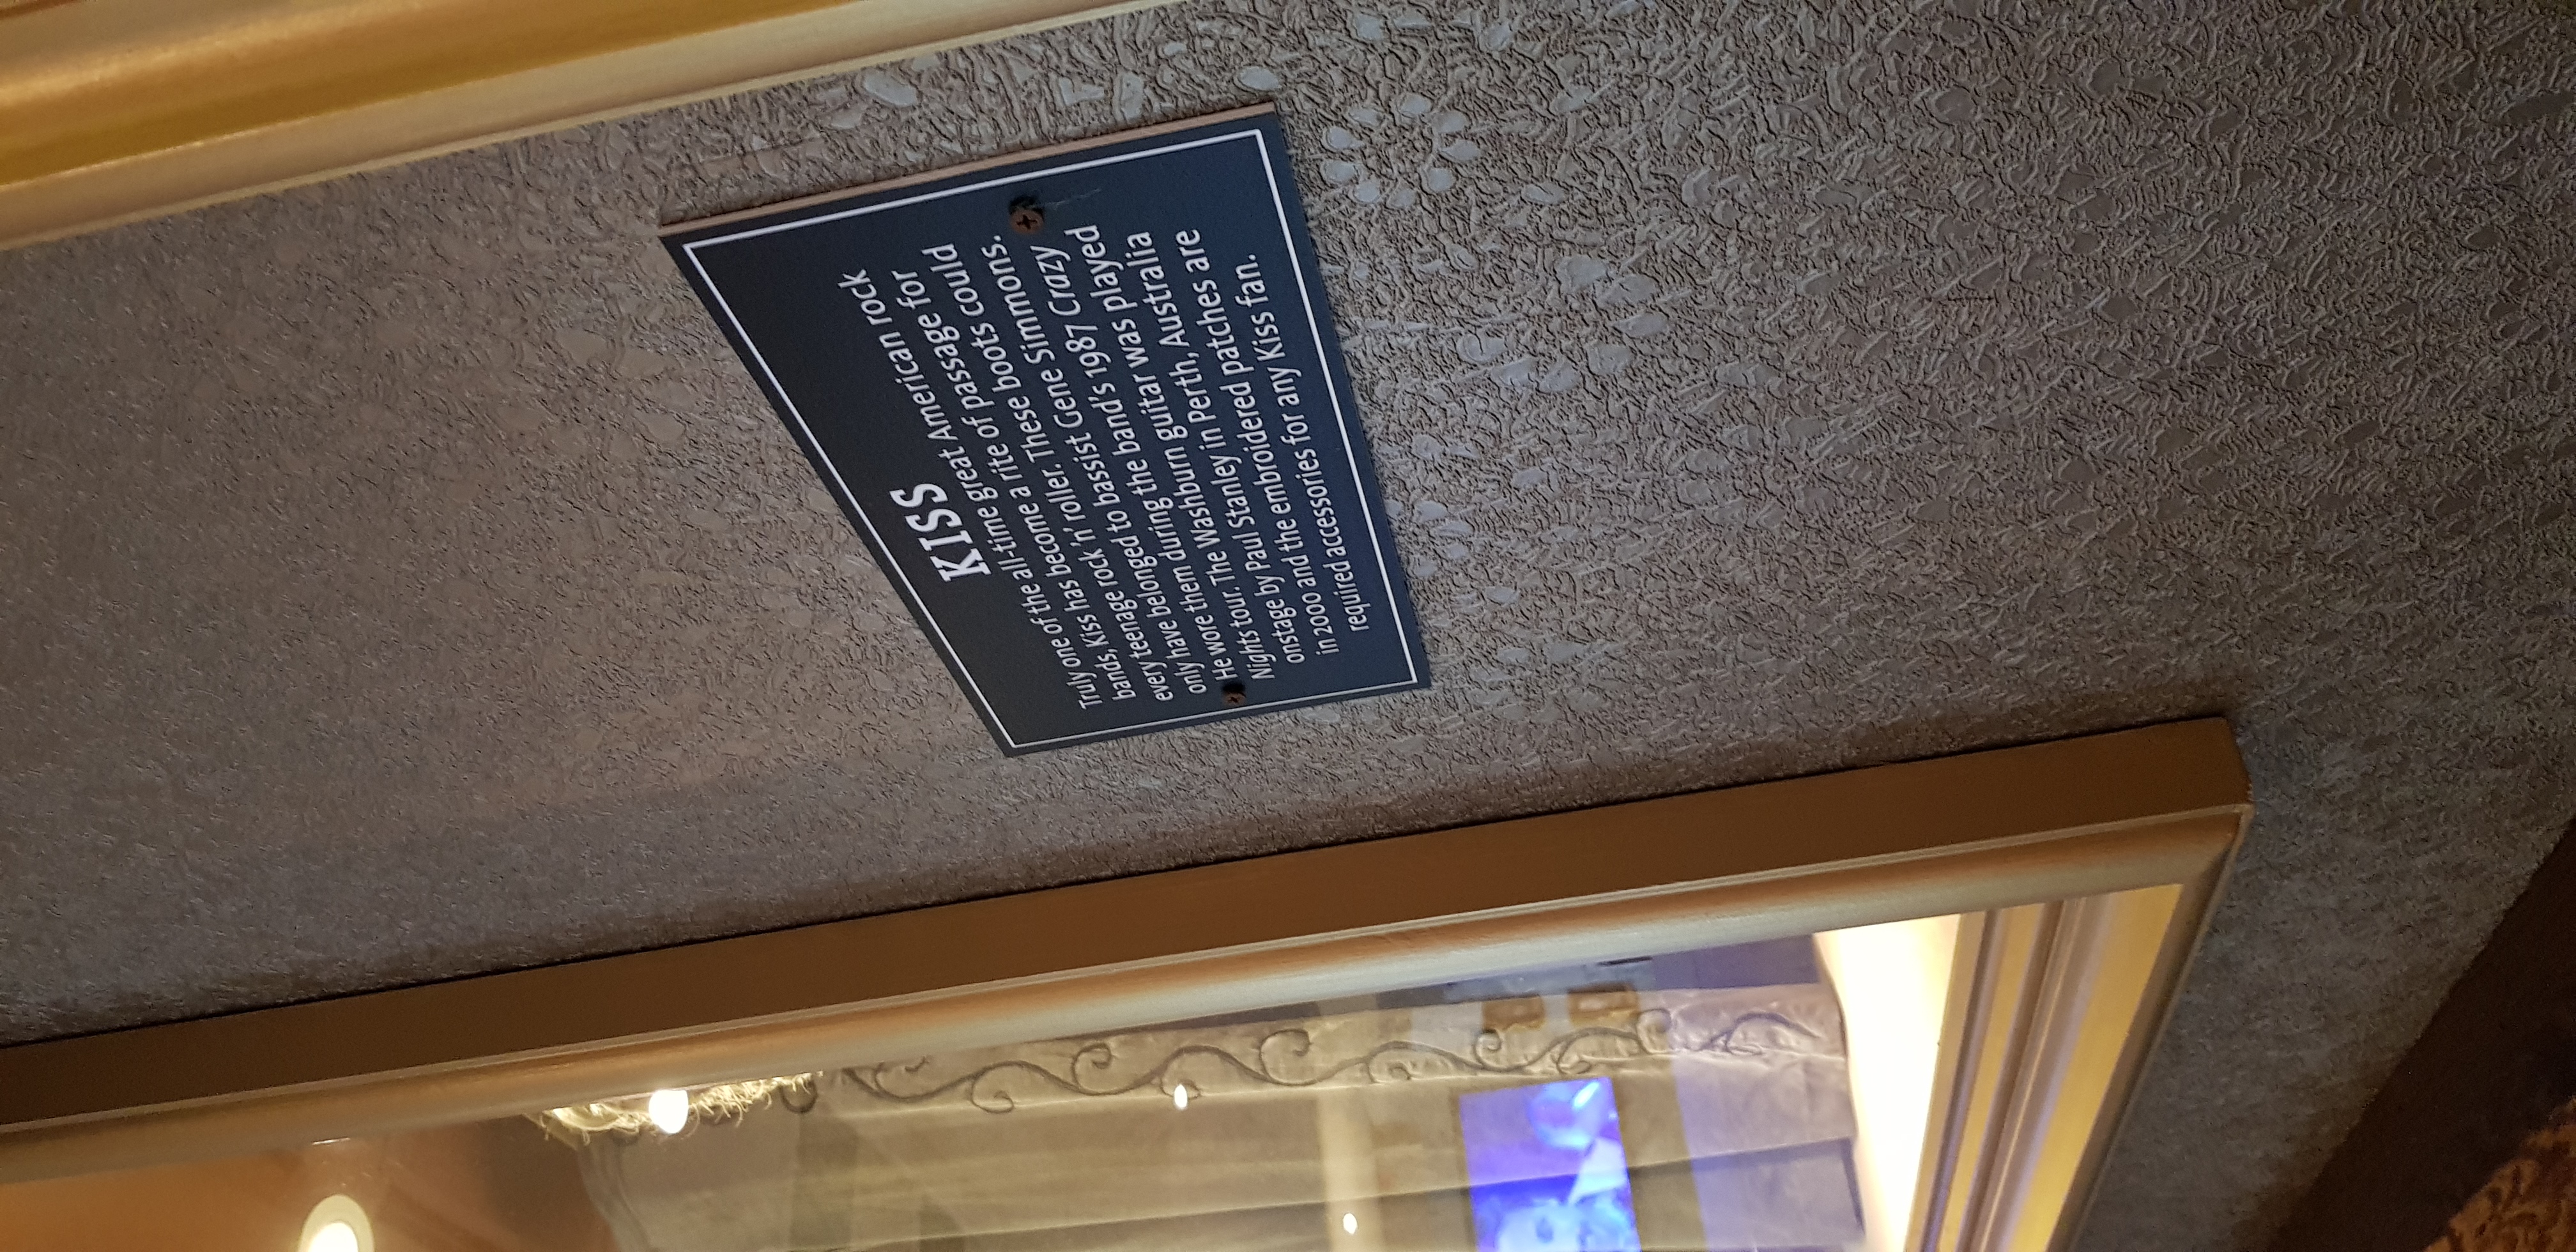 KISS
Truly one of the all-time great American rock
bands, Kiss has become a rite of passage for
every teenage rock 'n' roller. These boots could
only have belonged to bassist Gene Simmons.
He wore them during the band's 1987 Crazy
Nights tour. The Washburn guitar was played
onstage by Paul Stanley in Perth, Australia
in 2000 and the embroidered patches are
required accessories for any Kiss fan.